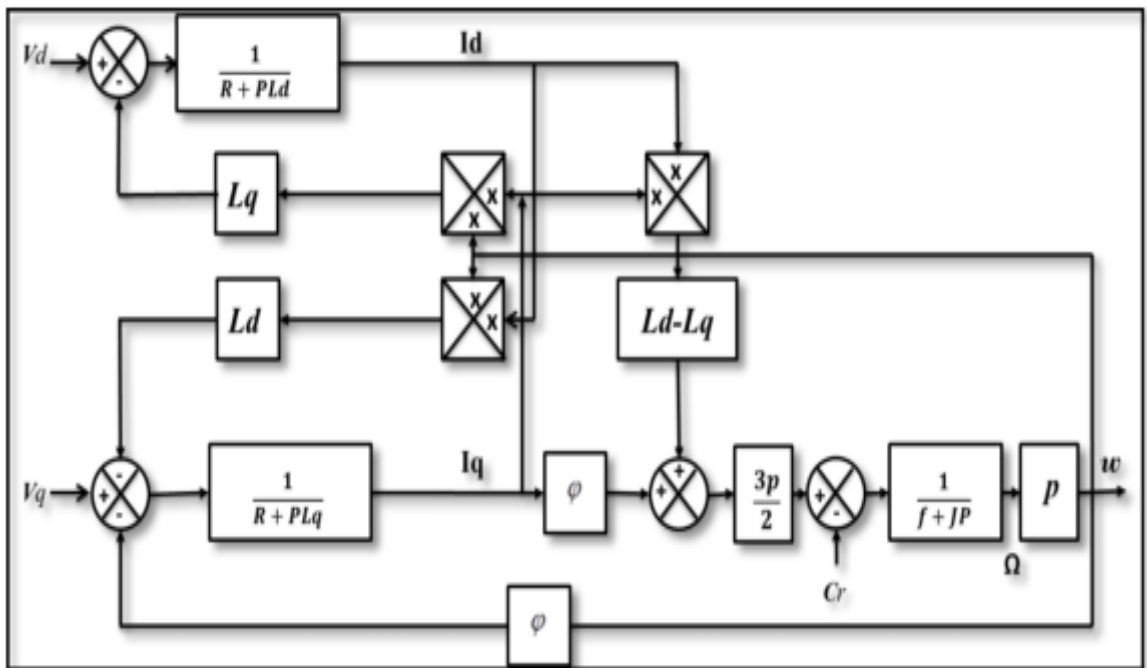 Vd
+
-
1
R + PLd
Id
Lq
X
X
X
X
Ld
X
X
Ld-Lq
Vq
-
+
-
1
R + PLq
Iq
φ
+
+
3p
2
+
-
Cr
1
f + JP
Ω
p
w
φ